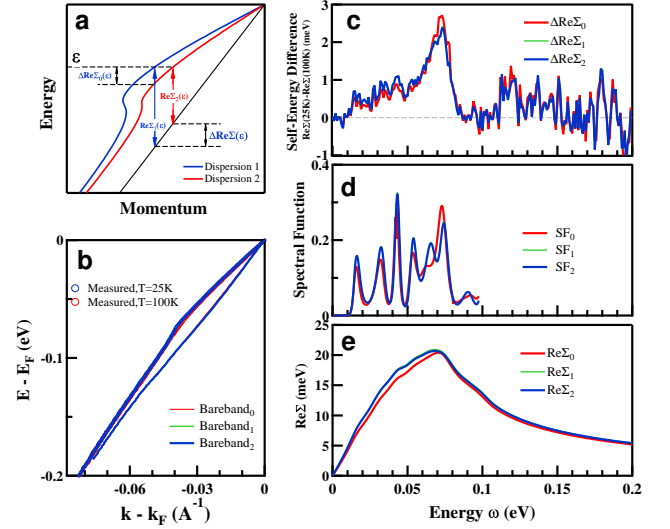 a
ε
ΔReΣ₀(ε)
ReΣ₂(ε)
ReΣ₁(ε)
ΔReΣ(ε)
Dispersion 1
Dispersion 2
Energy
Momentum
b
Measured,T=25K
Measured,T=100K
Bareband₀
Bareband₁
Bareband₂
0
-0.1
-0.2
-0.06
-0.03
0
E - E_F (eV)
k - k_F (A⁻¹)
c
ΔReΣ₀
ΔReΣ₁
ΔReΣ₂
3
2
1
0
-1
Self-Energy Difference
ReΣ(25K)-ReΣ(100K) (meV)
d
SF₀
SF₁
SF₂
0.4
0.2
0
Spectral Function
e
ReΣ₀
ReΣ₁
ReΣ₂
25
20
15
10
5
0
ReΣ (meV)
0
0.05
0.1
0.15
0.2
Energy ω (eV)